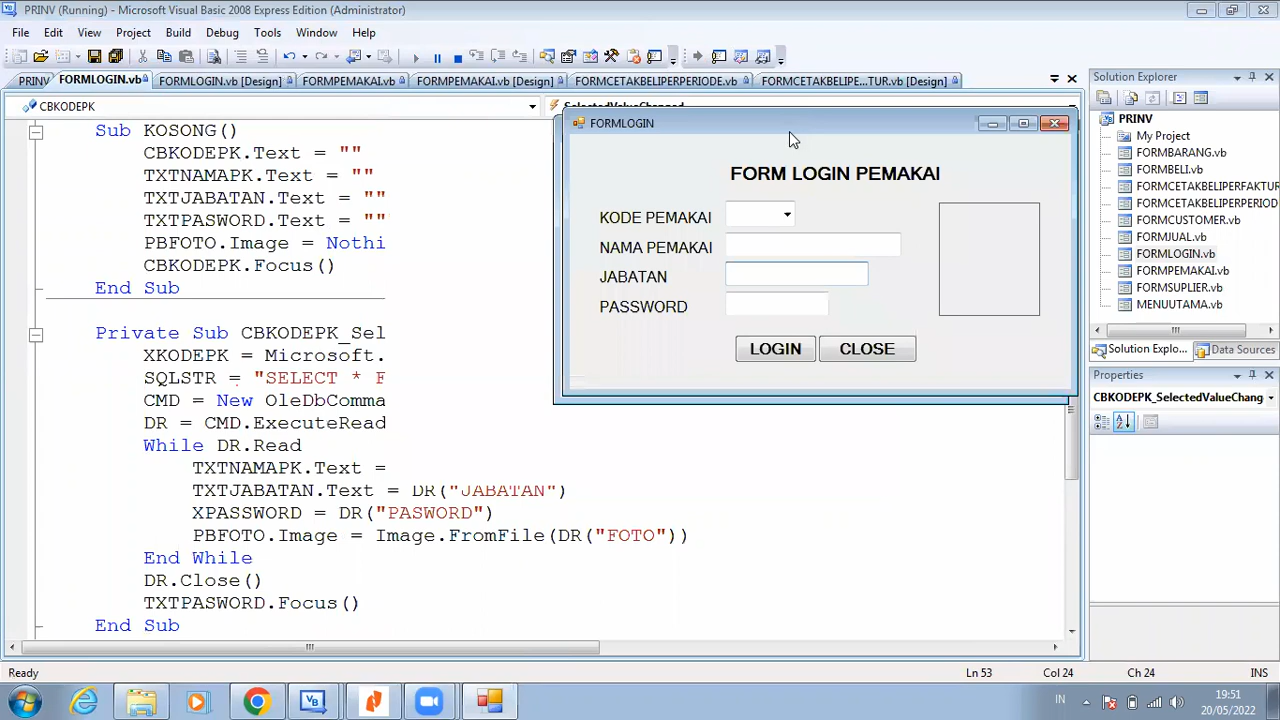 PRINV (Running) - Microsoft Visual Basic 2008 Express Edition (Administrator)
File Edit View Project Build Debug Tools Window Help
PRINV FORMLOGIN.vb FORMLOGIN.vb [Design] FORMPEMAKAI.vb FORMPEMAKAI.vb [Design] FORMCETAKBELIPERPERIODE.vb FORMCETAKBELIPE...TUR.vb [Design]
CBKODEPK
SelectedValueChanged
Sub KOSONG()
CBKODEPK.Text = ""
TXTNAMAPK.Text = ""
TXTJABATAN.Text = ""
TXTPASWORD.Text = ""
PBFOTO.Image = Nothi
CBKODEPK.Focus()
End Sub
Private Sub CBKODEPK_Sel
XKODEPK = Microsoft.
SQLSTR = "SELECT * F
CMD = New OleDbComma
DR = CMD.ExecuteRead
While DR.Read
TXTNAMAPK.Text =
TXTJABATAN.Text = DR("JABATAN")
XPASSWORD = DR("PASWORD")
PBFOTO.Image = Image.FromFile(DR("FOTO"))
End While
DR.Close()
TXTPASWORD.Focus()
End Sub
FORMLOGIN
FORM LOGIN PEMAKAI
KODE PEMAKAI
NAMA PEMAKAI
JABATAN
PASSWORD
LOGIN CLOSE
Solution Explorer
PRINV
My Project
FORMBARANG.vb
FORMBELI.vb
FORMCETAKBELIPERFAKTUR
FORMCETAKBELIPERPERIOD
FORMCUSTOMER.vb
FORMJUAL.vb
FORMLOGIN.vb
FORMPEMAKAI.vb
FORMSUPLIER.vb
MENUUTAMA.vb
Solution Explo... Data Sources
Properties
CBKODEPK_SelectedValueChang
Ready Ln 53 Col 24 Ch 24 INS
IN
19:51
20/05/2022